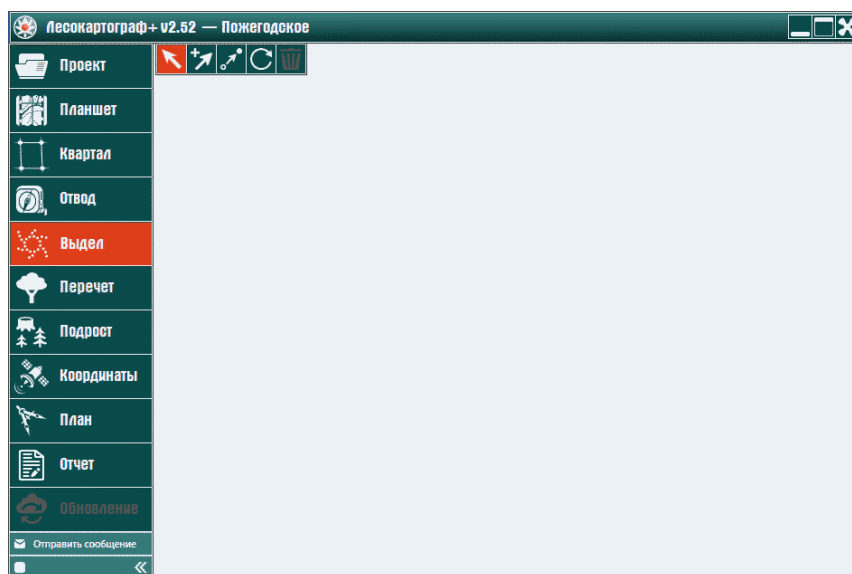 Лесокартограф+ v2.52 — Пожегодское
Проект
Планшет
Квартал
Отвод
Выдел
Перечет
Подрост
Координаты
План
Отчет
Обновление
Отправить сообщение